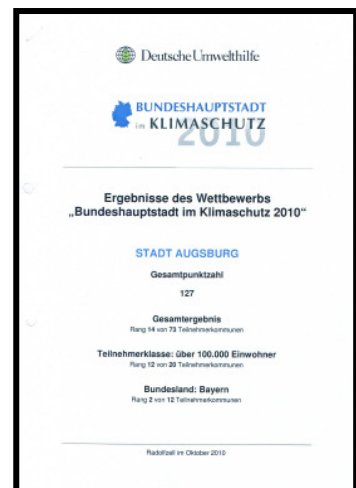 Deutsche Umwelthilfe
BUNDESHAUPTSTADT
im KLIMASCHUTZ
2010
Ergebnisse des Wettbewerbs
„Bundeshauptstadt im Klimaschutz 2010“
STADT AUGSBURG
Gesamtpunktzahl
127
Gesamtergebnis
Rang 14 von 73 Teilnehmerkommunen
Teilnehmerklasse: über 100.000 Einwohner
Rang 12 von 20 Teilnehmerkommunen
Bundesland: Bayern
Rang 2 von 12 Teilnehmerkommunen
Radolfzell im Oktober 2010